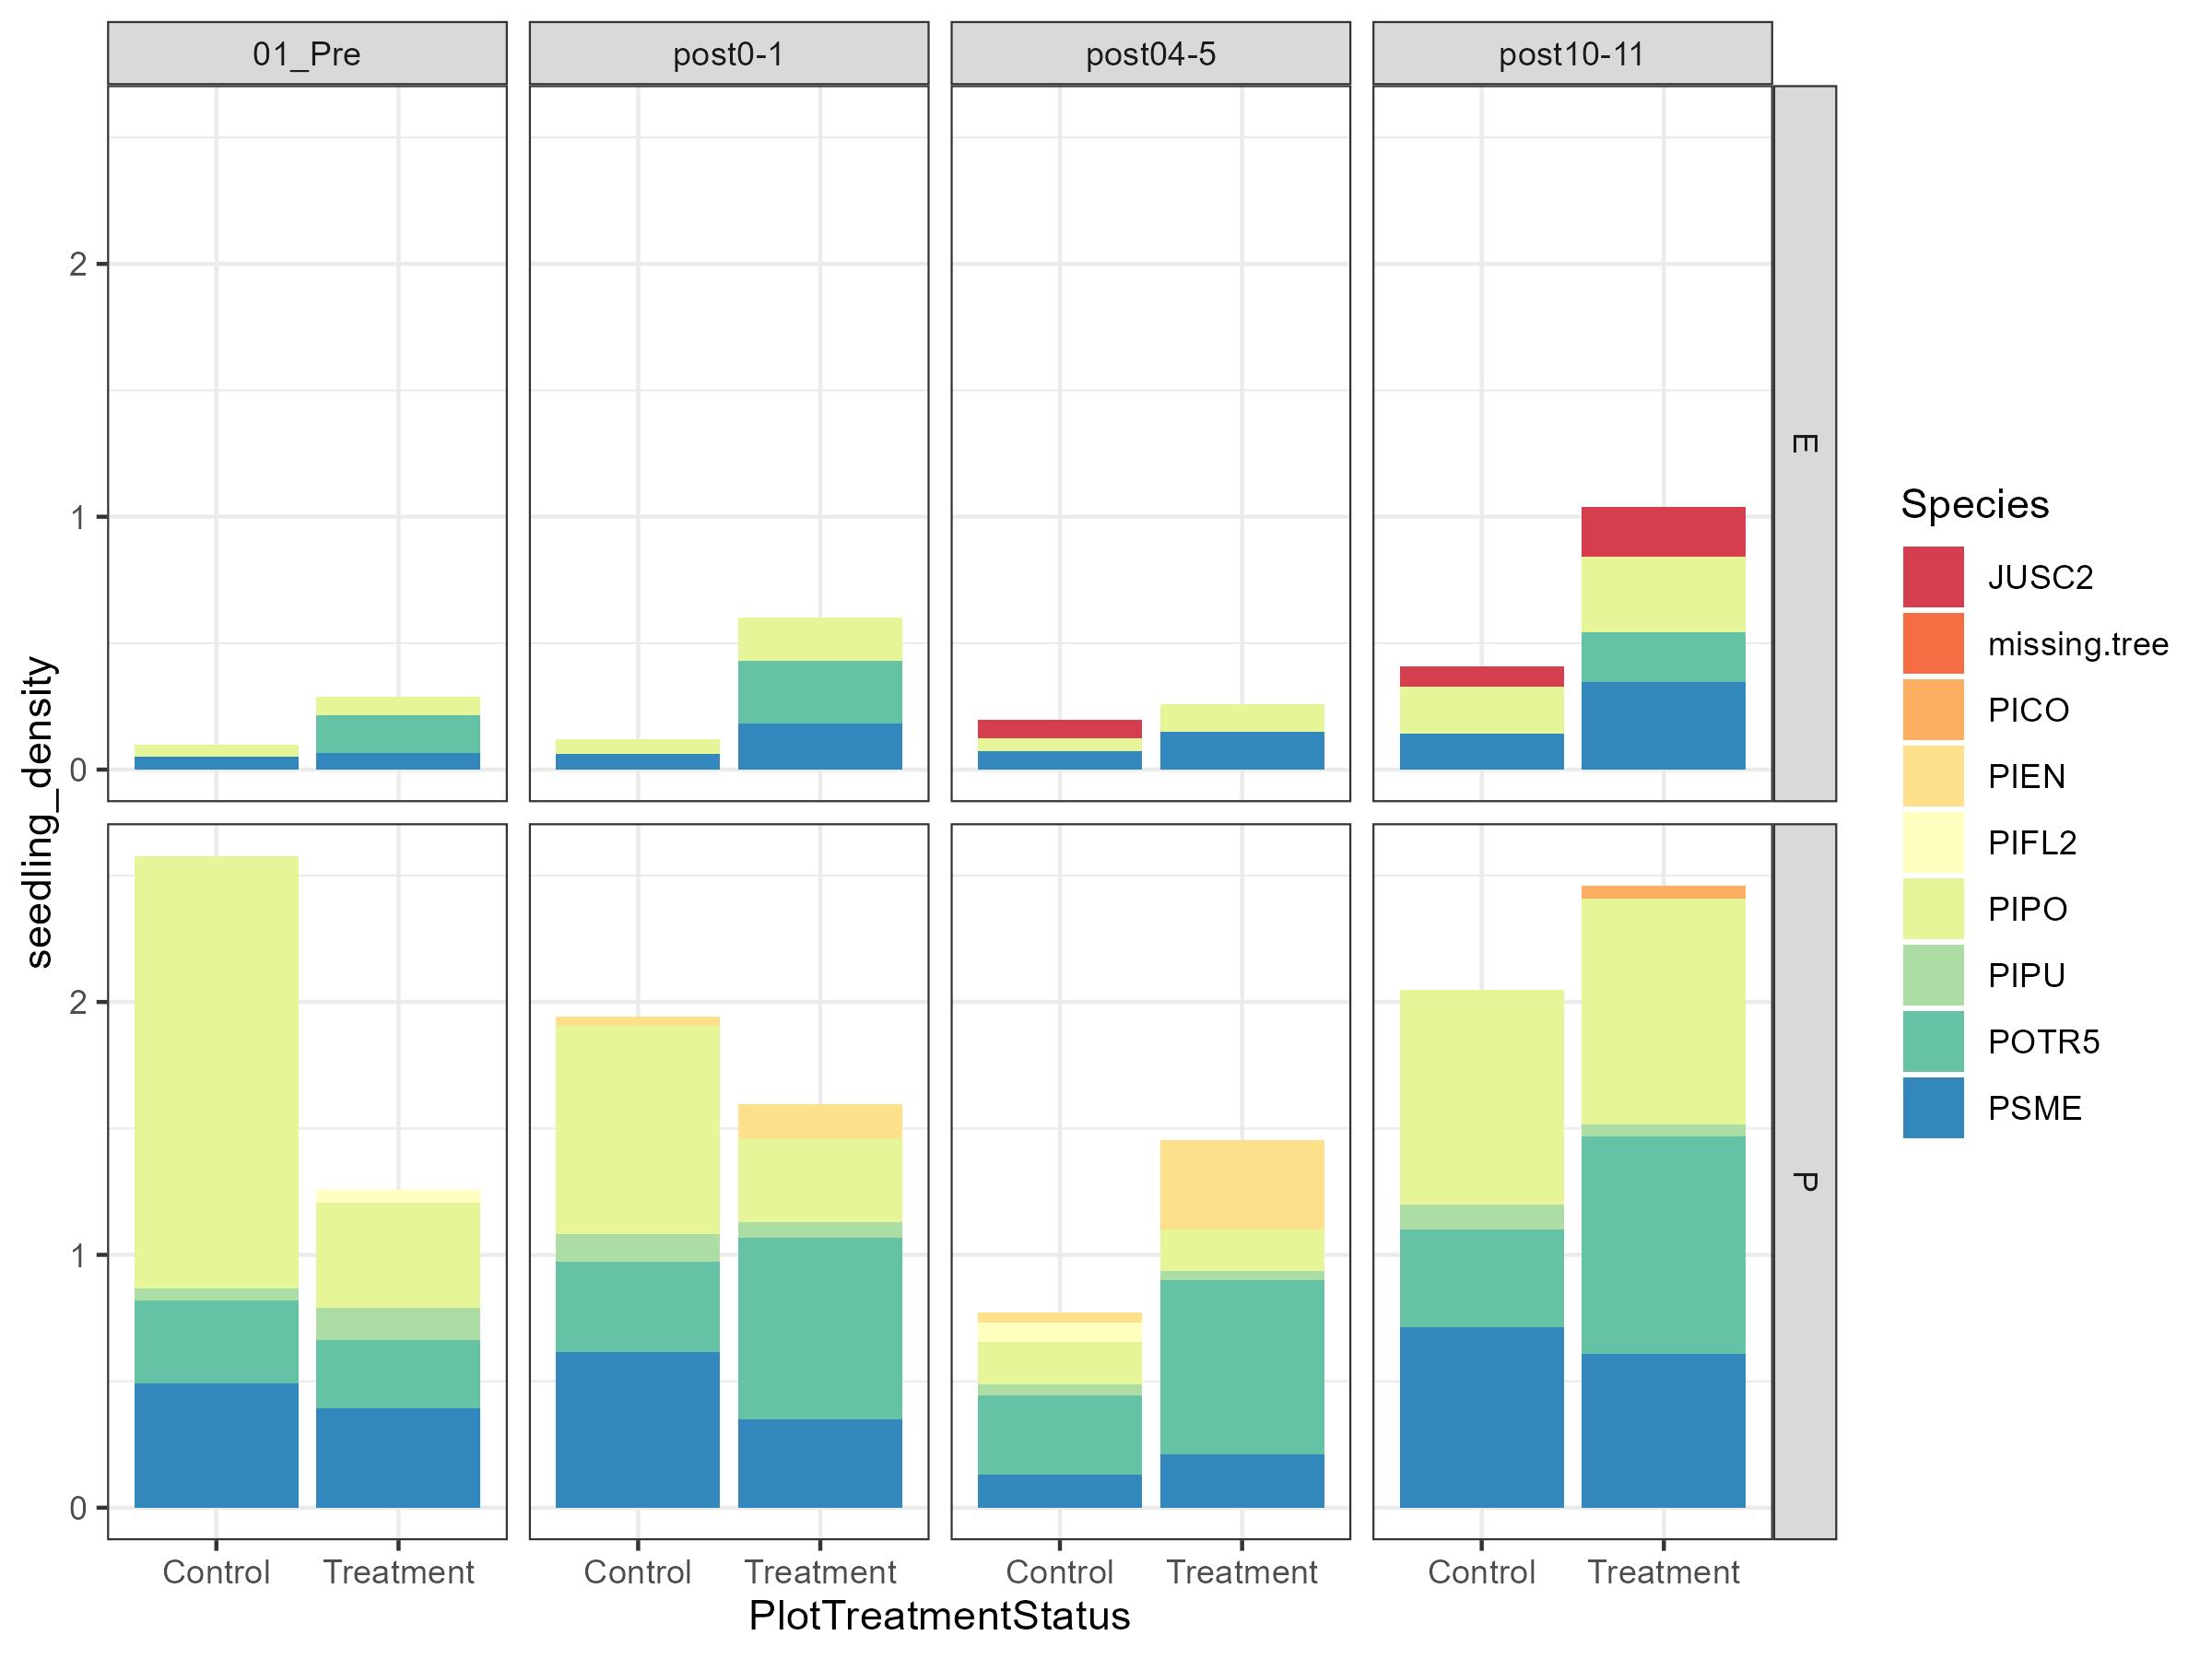 01_Pre
post0-1
post04-5
post10-11
2
1
0
E
2
1
0
P
seedling_density
Control
Treatment
Control
Treatment
Control
Treatment
Control
Treatment
PlotTreatmentStatus
Species
JUSC2
missing.tree
PICO
PIEN
PIFL2
PIPO
PIPU
POTR5
PSME